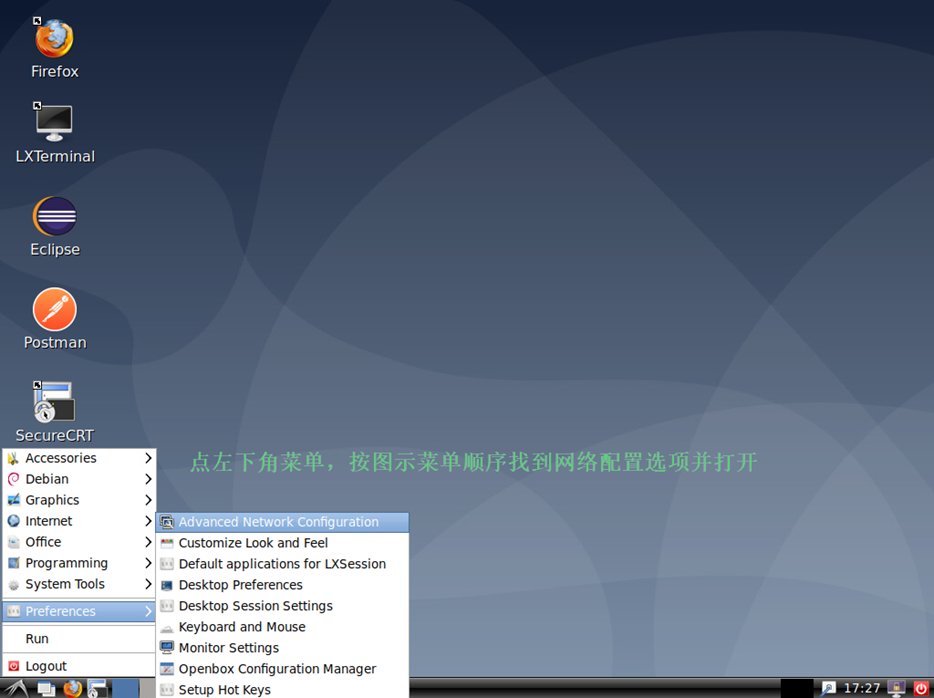 Firefox
LXTerminal
Eclipse
Postman
SecureCRT
点左下角菜单，按图示菜单顺序找到网络配置选项并打开
Accessories
Debian
Graphics
Internet
Office
Programming
System Tools
Preferences
Run
Logout
Advanced Network Configuration
Customize Look and Feel
Default applications for LXSession
Desktop Preferences
Desktop Session Settings
Keyboard and Mouse
Monitor Settings
Openbox Configuration Manager
Setup Hot Keys
17:27